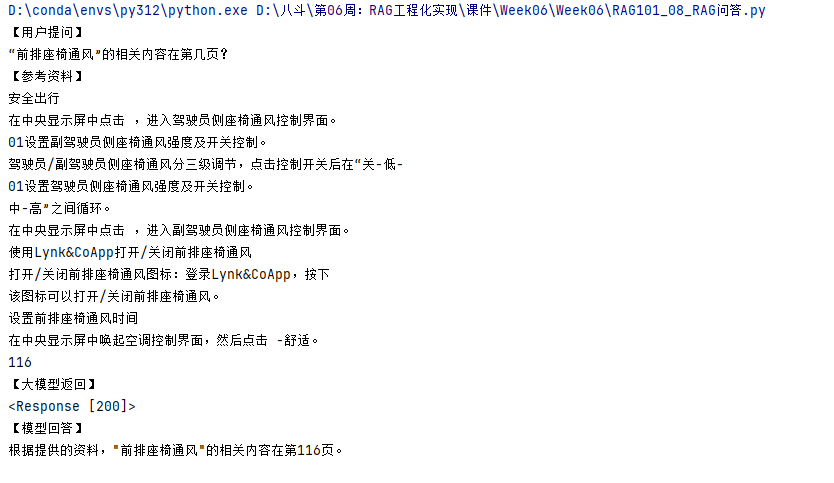 D:\conda\envs\py312\python.exe D:\八斗\第06周：RAG工程化实现\课件\Week06\Week06\RAG101_08_RAG问答.py
【用户提问】
“前排座椅通风”的相关内容在第几页？
【参考资料】
安全出行
在中央显示屏中点击 ，进入驾驶员侧座椅通风控制界面。
01设置副驾驶员侧座椅通风强度及开关控制。
驾驶员/副驾驶员侧座椅通风分三级调节，点击控制开关后在“关-低-
01设置驾驶员侧座椅通风强度及开关控制。
中-高”之间循环。
在中央显示屏中点击 ，进入副驾驶员侧座椅通风控制界面。
使用Lynk&CoApp打开/关闭前排座椅通风
打开/关闭前排座椅通风图标：登录Lynk&CoApp，按下
该图标可以打开/关闭前排座椅通风。
设置前排座椅通风时间
在中央显示屏中唤起空调控制界面，然后点击 -舒适。
116
【大模型返回】
<Response [200]>
【模型回答】
根据提供的资料，"前排座椅通风"的相关内容在第116页。